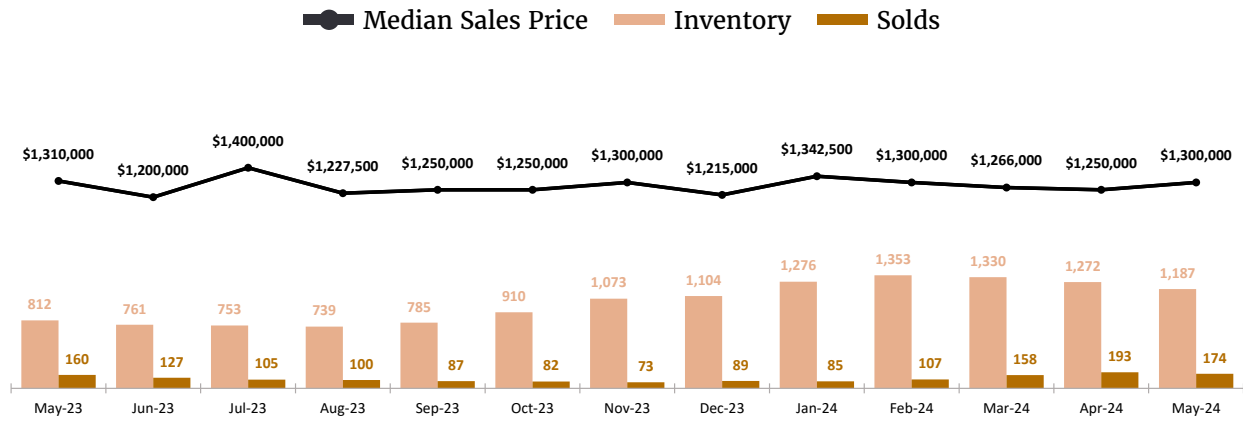 Median Sales Price Inventory Solds
$1,310,000 $1,200,000 $1,400,000 $1,227,500 $1,250,000 $1,250,000 $1,300,000 $1,215,000 $1,342,500 $1,300,000 $1,266,000 $1,250,000 $1,300,000
812 761 753 739 785 910 1,073 1,104 1,276 1,353 1,330 1,272 1,187
160 127 105 100 87 82 73 89 85 107 158 193 174
May-23 Jun-23 Jul-23 Aug-23 Sep-23 Oct-23 Nov-23 Dec-23 Jan-24 Feb-24 Mar-24 Apr-24 May-24